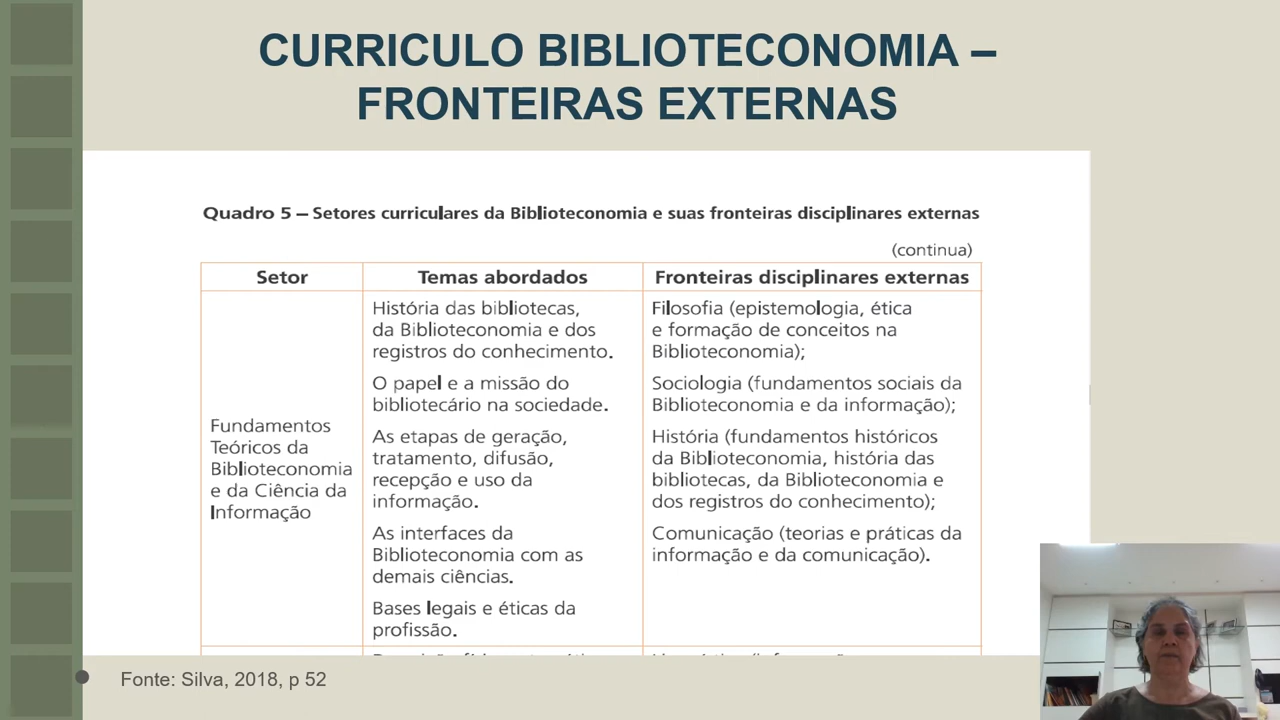 CURRICULO BIBLIOTECONOMIA –
FRONTEIRAS EXTERNAS
Quadro 5 – Setores curriculares da Biblioteconomia e suas fronteiras disciplinares externas
(continua)
Setor
Temas abordados
Fronteiras disciplinares externas
Fundamentos
Teóricos da
Biblioteconomia
e da Ciência da
Informação
História das bibliotecas,
da Biblioteconomia e dos
registros do conhecimento.
O papel e a missão do
bibliotecário na sociedade.
As etapas de geração,
tratamento, difusão,
recepção e uso da
informação.
As interfaces da
Biblioteconomia com as
demais ciências.
Bases legais e éticas da
profissão.
Filosofia (epistemologia, ética
e formação de conceitos na
Biblioteconomia);
Sociologia (fundamentos sociais da
Biblioteconomia e da informação);
História (fundamentos históricos
da Biblioteconomia, história das
bibliotecas, da Biblioteconomia e
dos registros do conhecimento);
Comunicação (teorias e práticas da
informação e da comunicação).
Fonte: Silva, 2018, p 52